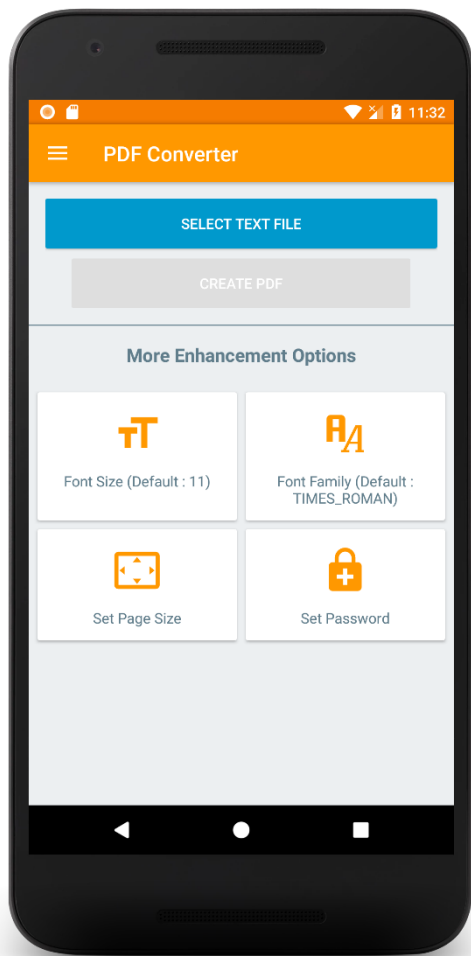 11:32
PDF Converter
SELECT TEXT FILE
CREATE PDF
More Enhancement Options
Font Size (Default : 11)
Font Family (Default :
TIMES_ROMAN)
Set Page Size
Set Password